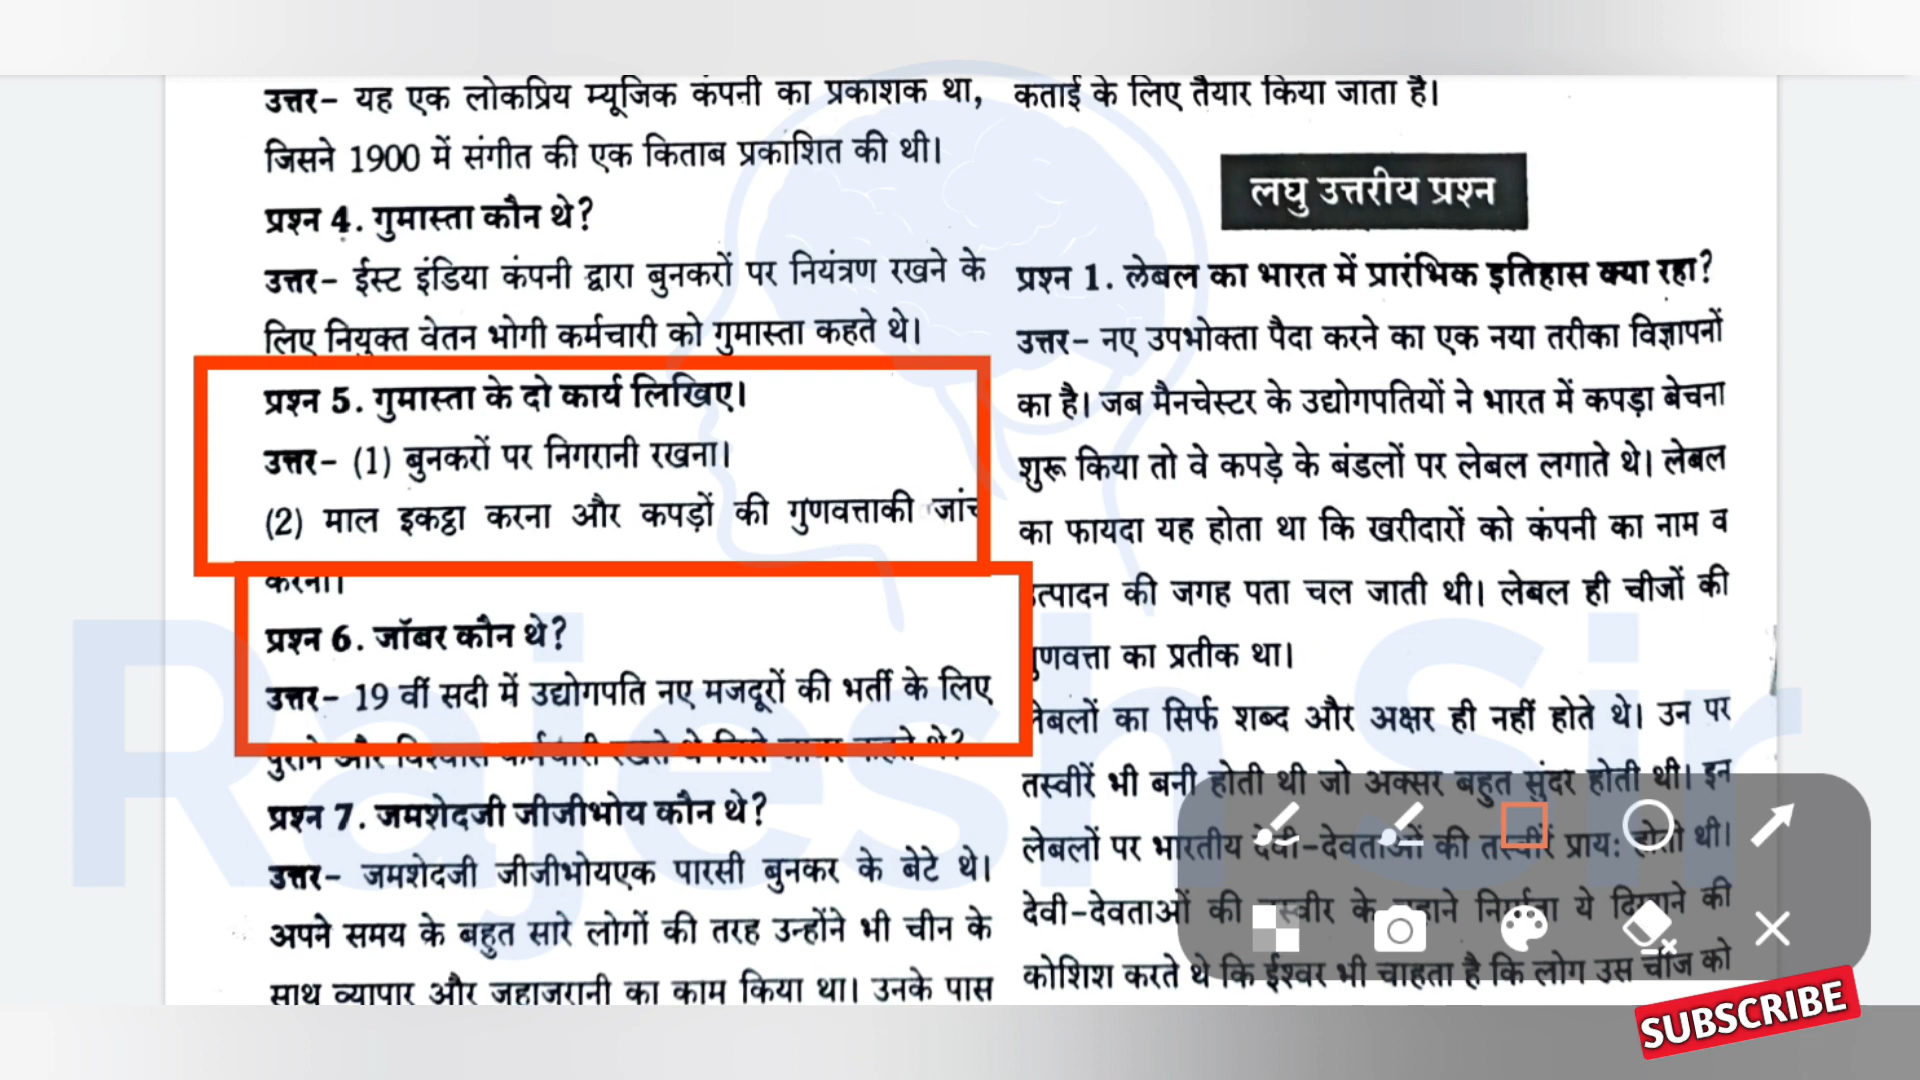 उत्तर- यह एक लोकप्रिय म्यूजिक कंपनी का प्रकाशक था,
जिसने 1900 में संगीत की एक किताब प्रकाशित की थी।
प्रश्न 4. गुमास्ता कौन थे?
उत्तर- ईस्ट इंडिया कंपनी द्वारा बुनकरों पर नियंत्रण रखने के
लिए नियुक्त वेतन भोगी कर्मचारी को गुमास्ता कहते थे।
प्रश्न 5. गुमास्ता के दो कार्य लिखिए।
उत्तर- (1) बुनकरों पर निगरानी रखना।
(2) माल इकट्ठा करना और कपड़ों की गुणवत्ताकी जांच
करना।
प्रश्न 6. जॉबर कौन थे?
उत्तर- 19 वीं सदी में उद्योगपति नए मजदूरों की भर्ती के लिए
पुराने और
प्रश्न 7. जमशेदजी जीजीभोय कौन थे?
उत्तर- जमशेदजी जीजीभोयएक पारसी बुनकर के बेटे थे।
अपने समय के बहुत सारे लोगों की तरह उन्होंने भी चीन के
साथ व्यापार और जहाजरानी का काम किया था। उनके पास
कताई के लिए तैयार किया जाता है।
लघु उत्तरीय प्रश्न
प्रश्न 1. लेबल का भारत में प्रारंभिक इतिहास क्या रहा?
उत्तर- नए उपभोक्ता पैदा करने का एक नया तरीका विज्ञापनों
का है। जब मैनचेस्टर के उद्योगपतियों ने भारत में कपड़ा बेचना
शुरू किया तो वे कपड़े के बंडलों पर लेबल लगाते थे। लेबल
का फायदा यह होता था कि खरीदारों को कंपनी का नाम व
उत्पादन की जगह पता चल जाती थी। लेबल ही चीजों की
गुणवत्ता का प्रतीक था।
लेबलों का सिर्फ शब्द और अक्षर ही नहीं होते थे। उन पर
तस्वीरें भी बनी होती थी जो अक्सर बहुत सुंदर होती थी। इन
लेबलों पर भारतीय देवी-देवताओं की तस्वीरें प्राय: होती थी।
देवी-देवताओं की तस्वीर के बहाने निर्माता ये दिखाने की
कोशिश करते थे कि ईश्वर भी चाहता है कि लोग उस चीज को
Rajesh Sir
SUBSCRIBE